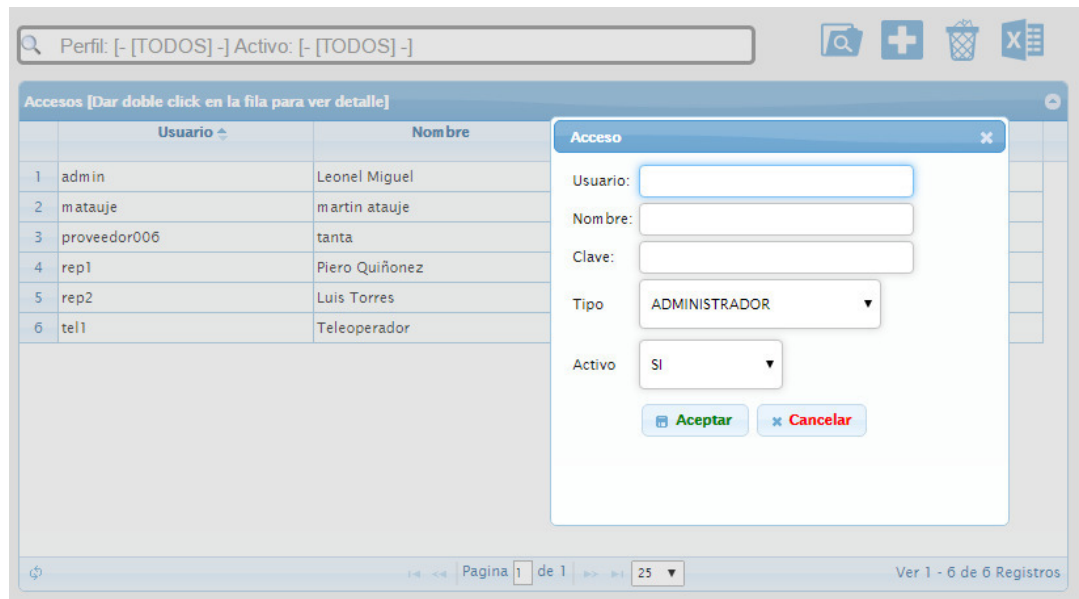 Perfil: [- [TODOS] -] Activo: [- [TODOS] -]
Accesos [Dar doble click en la fila para ver detalle]
Usuario Nombre
1 admin Leonel Miguel
2 matauje martin atauje
3 proveedor006 tanta
4 rep1 Piero Quiñonez
5 rep2 Luis Torres
6 tel1 Teleoperador
Acceso
Usuario:
Nombre:
Clave:
Tipo ADMINISTRADOR
Activo SI
Aceptar Cancelar
Pagina 1 de 1 25 Ver 1 - 6 de 6 Registros